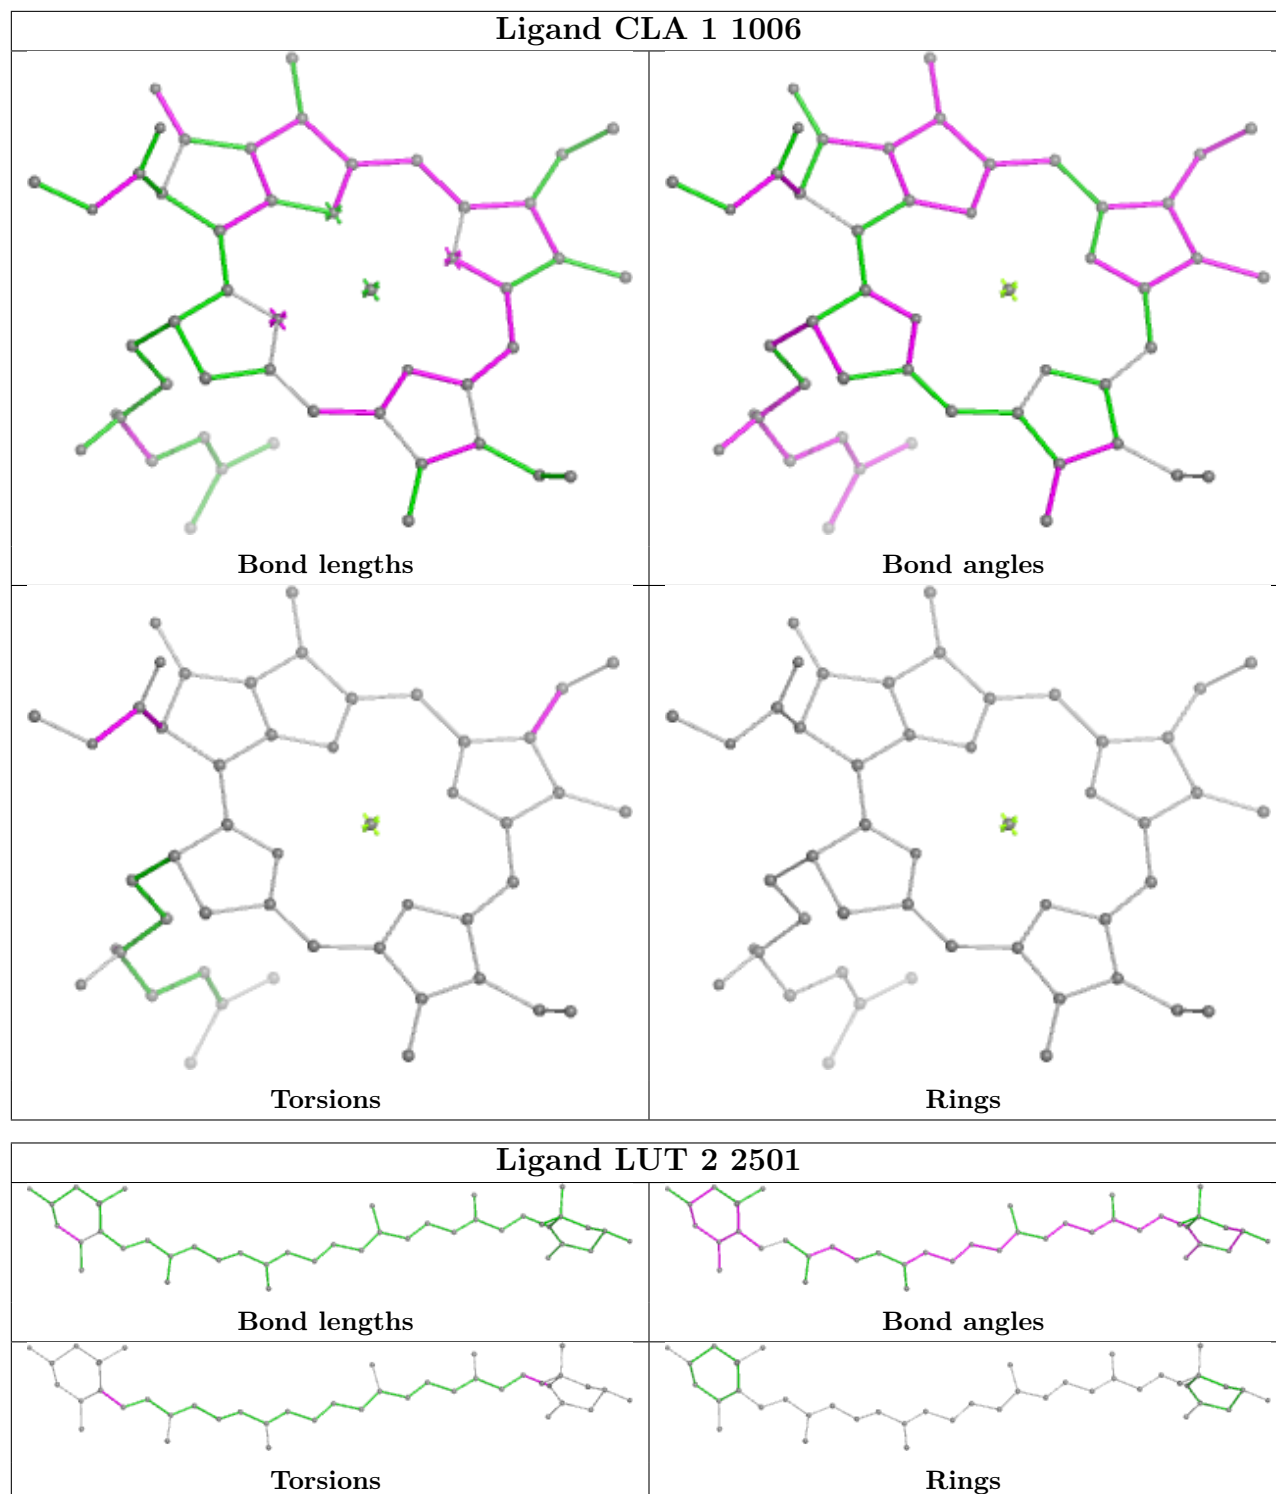 Ligand CLA 1 1006
Bond lengths
Bond angles
Torsions
Rings
Ligand LUT 2 2501
Bond lengths
Bond angles
Torsions
Rings